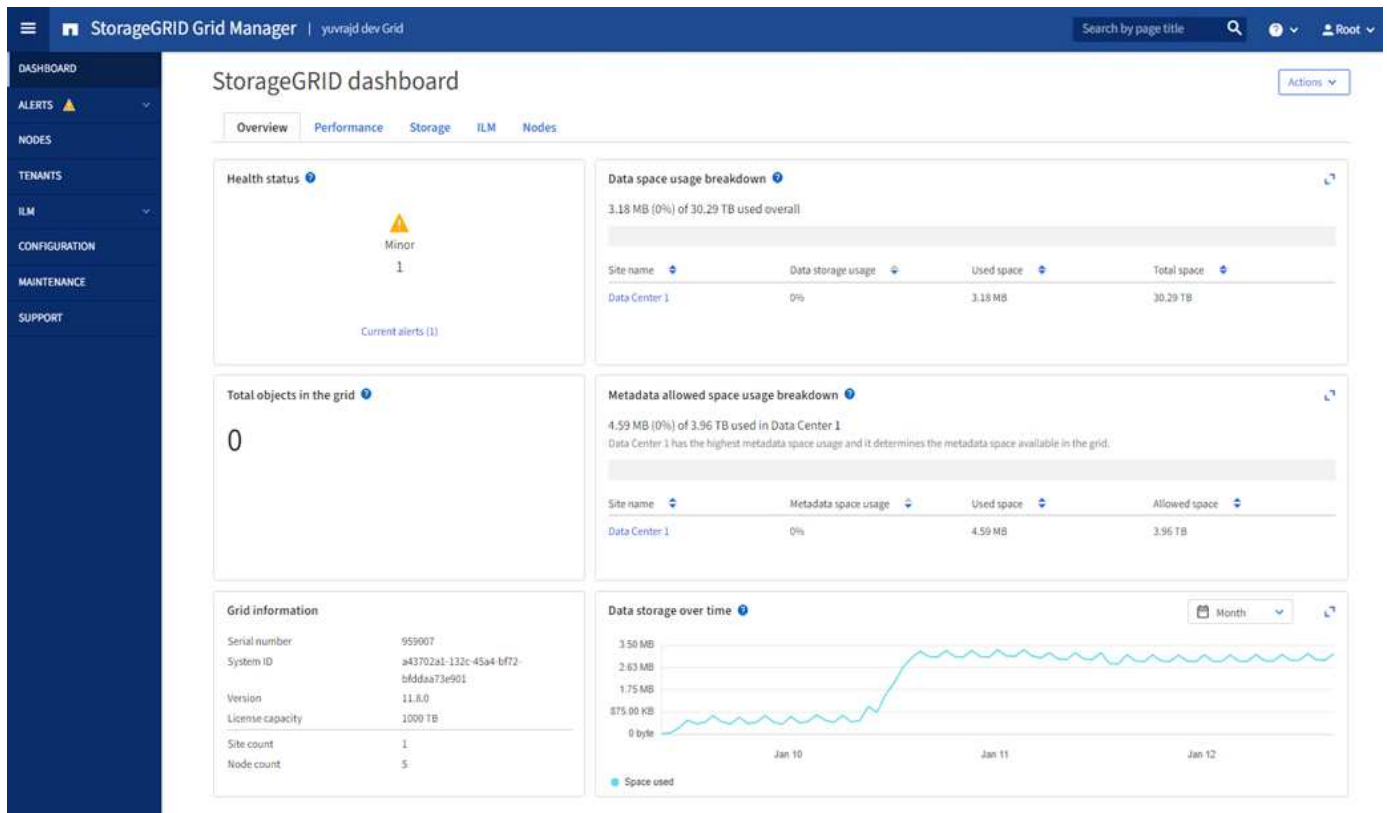 StorageGRID Grid Manager | yuvrajd dev Grid
Search by page title
Root
DASHBOARD
ALERTS
NODES
TENANTS
ILM
CONFIGURATION
MAINTENANCE
SUPPORT
StorageGRID dashboard
Actions
Overview Performance Storage ILM Nodes
Health status
Minor
1
Current alerts (1)
Data space usage breakdown
3.18 MB (0%) of 30.29 TB used overall
Site name Data storage usage Used space Total space
Data Center 1 0% 3.18 MB 30.29 TB
Total objects in the grid
0
Metadata allowed space usage breakdown
4.59 MB (0%) of 3.96 TB used in Data Center 1
Data Center 1 has the highest metadata space usage and it determines the metadata space available in the grid.
Site name Metadata space usage Used space Allowed space
Data Center 1 0% 4.59 MB 3.96 TB
Grid information
Serial number 959007
System ID a43702a1-132c-45a4-bf72-
bfddaa73e901
Version 11.8.0
License capacity 1000 TB
Site count 1
Node count 5
Data storage over time
Month
3.50 MB
2.63 MB
1.75 MB
875.00 KB
0 byte
Jan 10 Jan 11 Jan 12
Space used